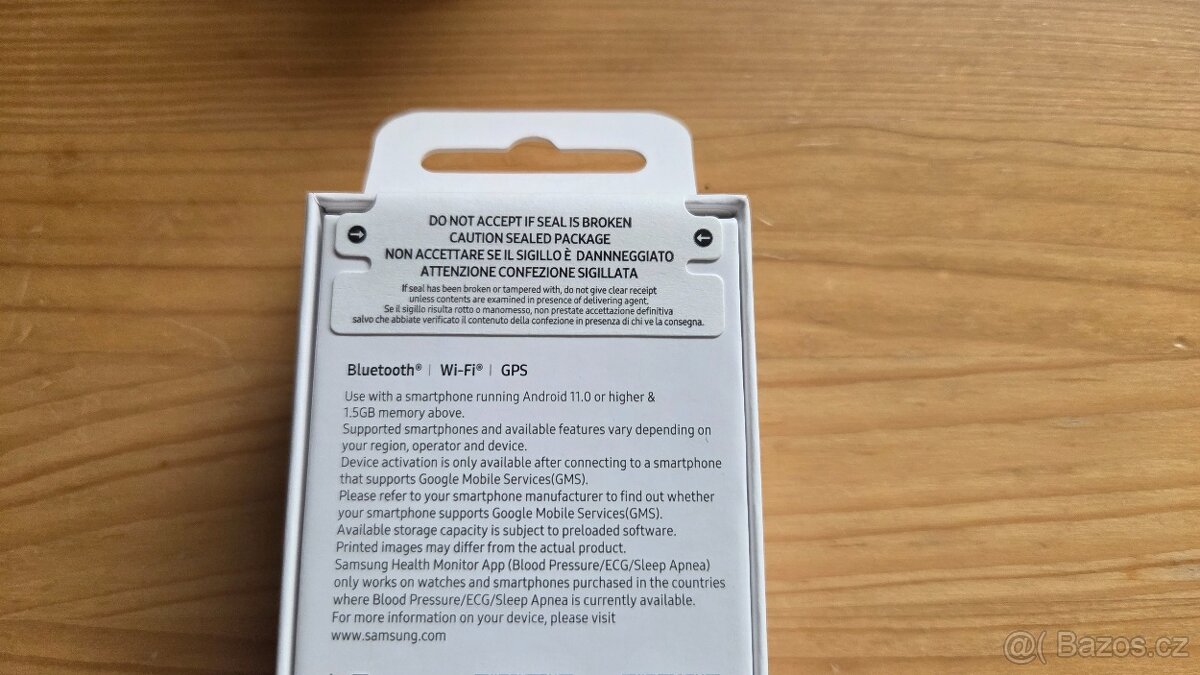 DO NOT ACCEPT IF SEAL IS BROKEN
CAUTION SEALED PACKAGE
NON ACCETTARE SE IL SIGILLO È DANNNEGGIATO
ATTENZIONE CONFEZIONE SIGILLATA
If seal has been broken or tampered with, do not give clear receipt
unless contents are examined in presence of delivering agent.
Se il sigillo risulta rotto o manomesso, non prestate accettazione definitiva
salvo che abbiate verificato il contenuto della confezione in presenza di chi ve la consegna.
Bluetooth® | Wi-Fi® | GPS
Use with a smartphone running Android 11.0 or higher &
1.5GB memory above.
Supported smartphones and available features vary depending on
your region, operator and device.
Device activation is only available after connecting to a smartphone
that supports Google Mobile Services(GMS).
Please refer to your smartphone manufacturer to find out whether
your smartphone supports Google Mobile Services(GMS).
Available storage capacity is subject to preloaded software.
Printed images may differ from the actual product.
Samsung Health Monitor App (Blood Pressure/ECG/Sleep Apnea)
only works on watches and smartphones purchased in the countries
where Blood Pressure/ECG/Sleep Apnea is currently available.
For more information on your device, please visit
www.samsung.com
@( Bazos.cz